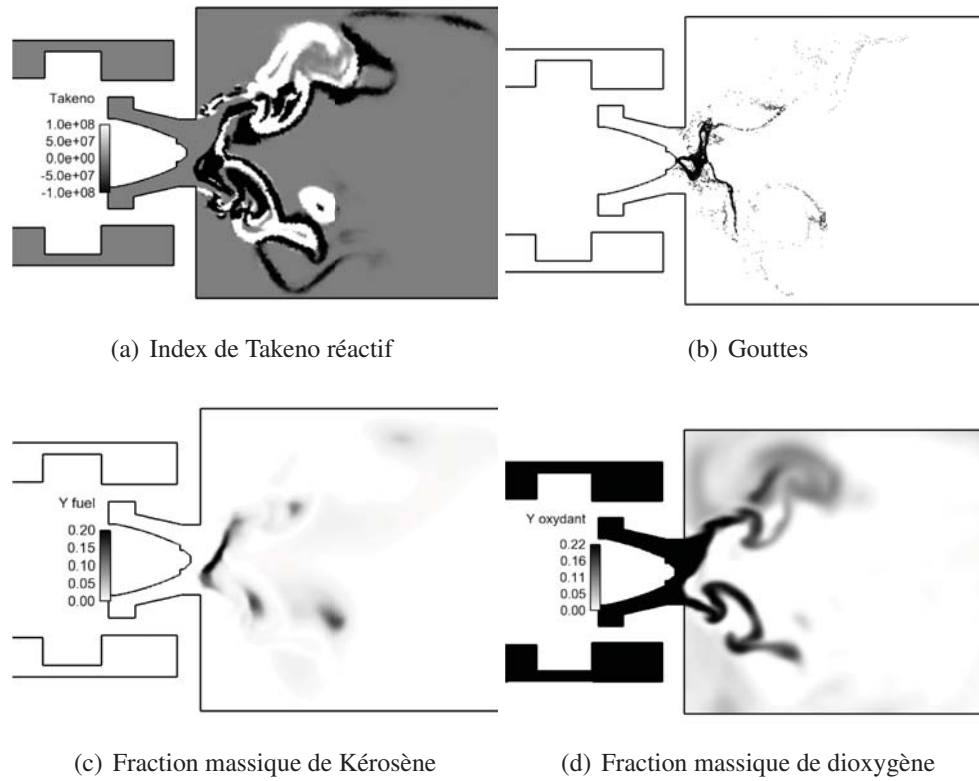 Takeno
1.0e+08
5.0e+07
0.0e+00
-5.0e+07
-1.0e+08
(a) Index de Takeno réactif
(b) Gouttes
Y fuel
0.20
0.15
0.10
0.05
0.00
Y oxydant
0.22
0.16
0.11
0.05
0.00
(c) Fraction massique de Kérosène
(d) Fraction massique de dioxygène